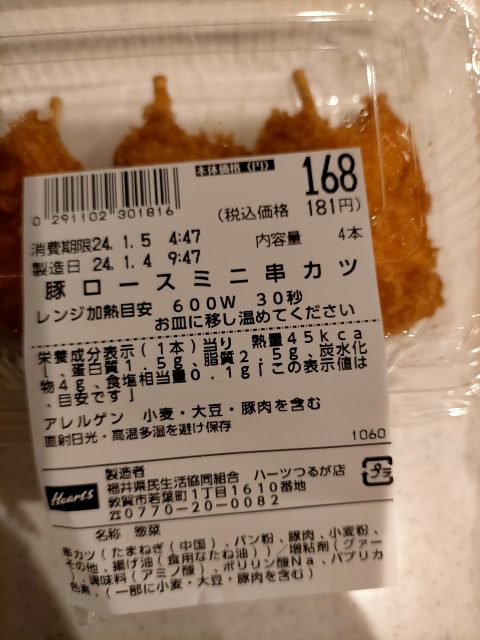 本体価格(円)
168
(税込価格 181円)
0 291102 301816
消費期限24. 1.5 4:47
内容量 4本
製造日 24. 1.4 9:47
豚ロースミニ串カツ
レンジ加熱目安 600W 30秒
お皿に移し温めてください
栄養成分表示(1本)当り、熱量45kca
l、蛋白質1.5g、脂質2.5g、炭水化
物4g、食塩相当量0.1g「この表示値は
、目安です」
アレルゲン 小麦・大豆・豚肉を含む
直射日光・高温多湿を避け保存
1060
製造者
Hearts
福井県民生活協同組合 ハーツつるが店
敦賀市若葉町1丁目1610番地
☎0770-20-0082
プラ
名称 惣菜
串カツ(たまねぎ(中国)、パン粉、豚肉、小麦粉、
その他、揚げ油(食用なたね油))/増粘剤(グァー
)、調味料(アミノ酸)、ポリリン酸Na、パプリカ
色素、(一部に小麦・大豆・豚肉を含む)